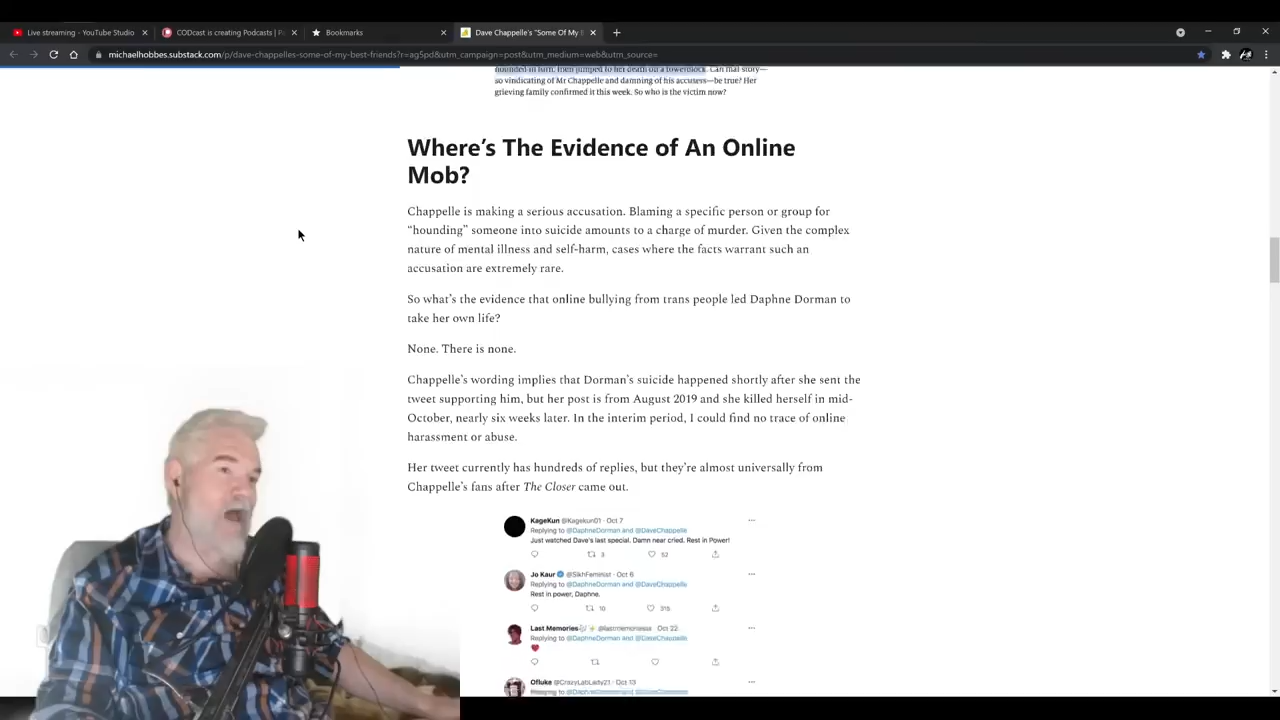 Live streaming - YouTube Studio
CODcast is creating Podcasts | P
Bookmarks
Dave Chappelle's "Some Of My B
michaelhobbes.substack.com/p/dave-chappelles-some-of-my-best-friends?r=ag5pd&utm_campaign=post&utm_medium=web&utm_source=
hounded in turn, then jumped to her death off a towerblock. Can that story—
so vindicating of Mr Chappelle and damning of his accusers—be true? Her
grieving family confirmed it this week. So who is the victim now?
Where's The Evidence of An Online
Mob?
Chappelle is making a serious accusation. Blaming a specific person or group for
"hounding" someone into suicide amounts to a charge of murder. Given the complex
nature of mental illness and self-harm, cases where the facts warrant such an
accusation are extremely rare.
So what's the evidence that online bullying from trans people led Daphne Dorman to
take her own life?
None. There is none.
Chappelle's wording implies that Dorman's suicide happened shortly after she sent the
tweet supporting him, but her post is from August 2019 and she killed herself in mid-
October, nearly six weeks later. In the interim period, I could find no trace of online
harassment or abuse.
Her tweet currently has hundreds of replies, but they're almost universally from
Chappelle's fans after The Closer came out.
KageKun @Kagekun01 · Oct 7
Replying to @DaphneDorman and @DaveChappelle
Just watched Dave's last special. Damn near cried. Rest in Power!
3 52
Jo Kaur @SikhFeminist · Oct 6
Replying to @DaphneDorman and @DaveChappelle
Rest in power, Daphne.
10 315
Last Memories · Oct 22
Replying to @DaphneDorman and @DaveChappelle
Ofluke @CrazyLabLady21 · Oct 13
Replying to @DaphneDorman and @DaveChappelle